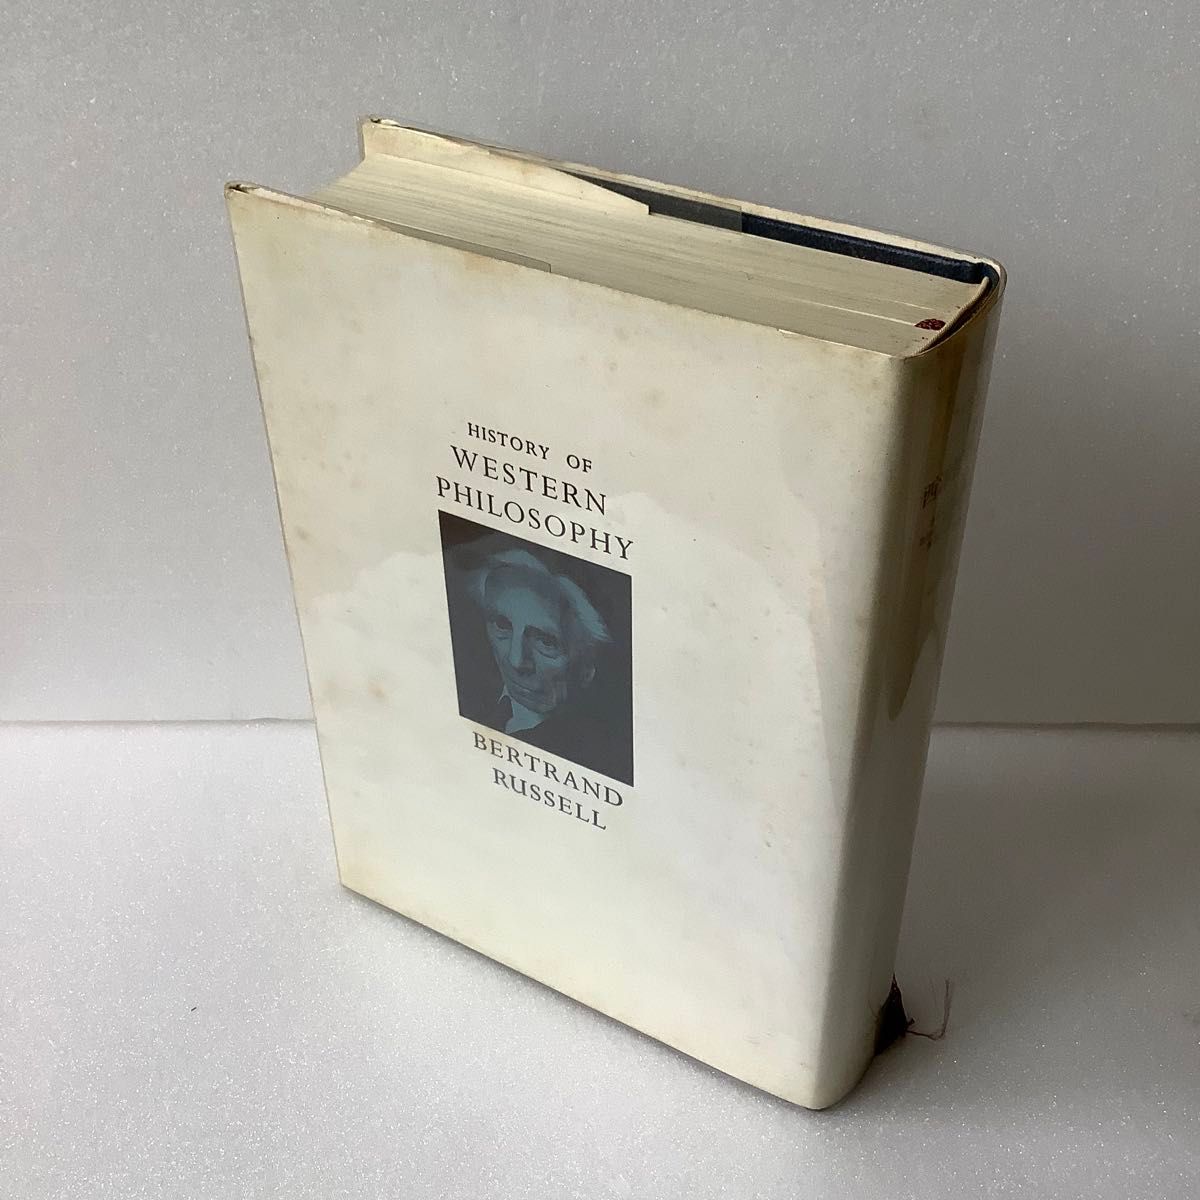 HISTORY OF
WESTERN
PHILOSOPHY
BERTRAND
RUSSELL